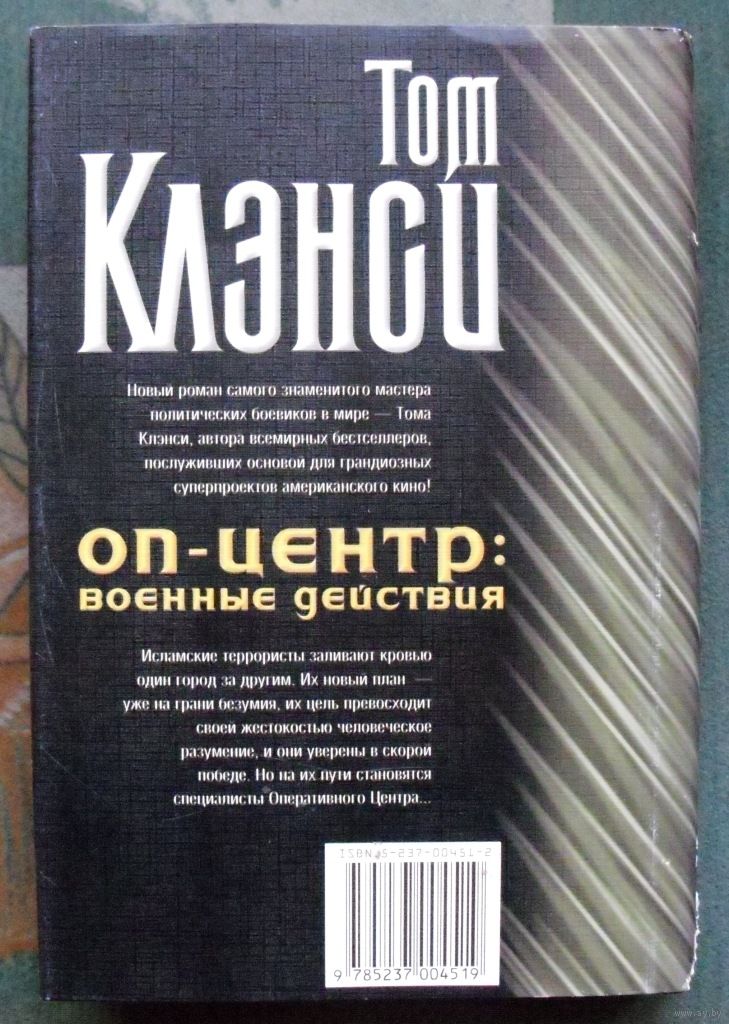 Том
Клэнси
Новый роман самого знаменитого мастера
политических боевиков в мире — Тома
Клэнси, автора всемирных бестселлеров,
послуживших основой для грандиозных
суперпроектов американского кино!
ОП-ЦЕНТР:
ВОЕННЫЕ ДЕЙСТВИЯ
Исламские террористы заливают кровью
один город за другим. Их новый план —
уже на грани безумия, их цель превосходит
своей жестокостью человеческое
разумение, и они уверены в скорой
победе. Но на их пути становятся
специалисты Оперативного Центра...
ISBN 5-237-00451-2
9 785237 004519
www.ay.by